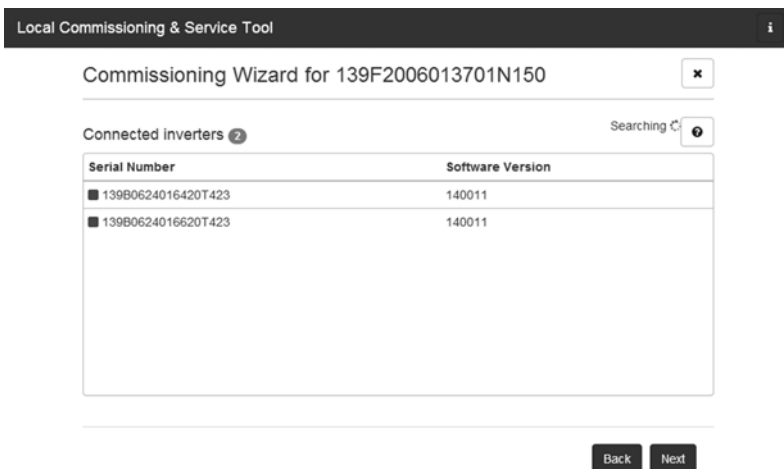 Local Commissioning & Service Tool i
Commissioning Wizard for 139F2006013701N150
Connected inverters 2
Searching
Serial Number Software Version
139B0624016420T423 140011
139B0624016620T423 140011
Back Next